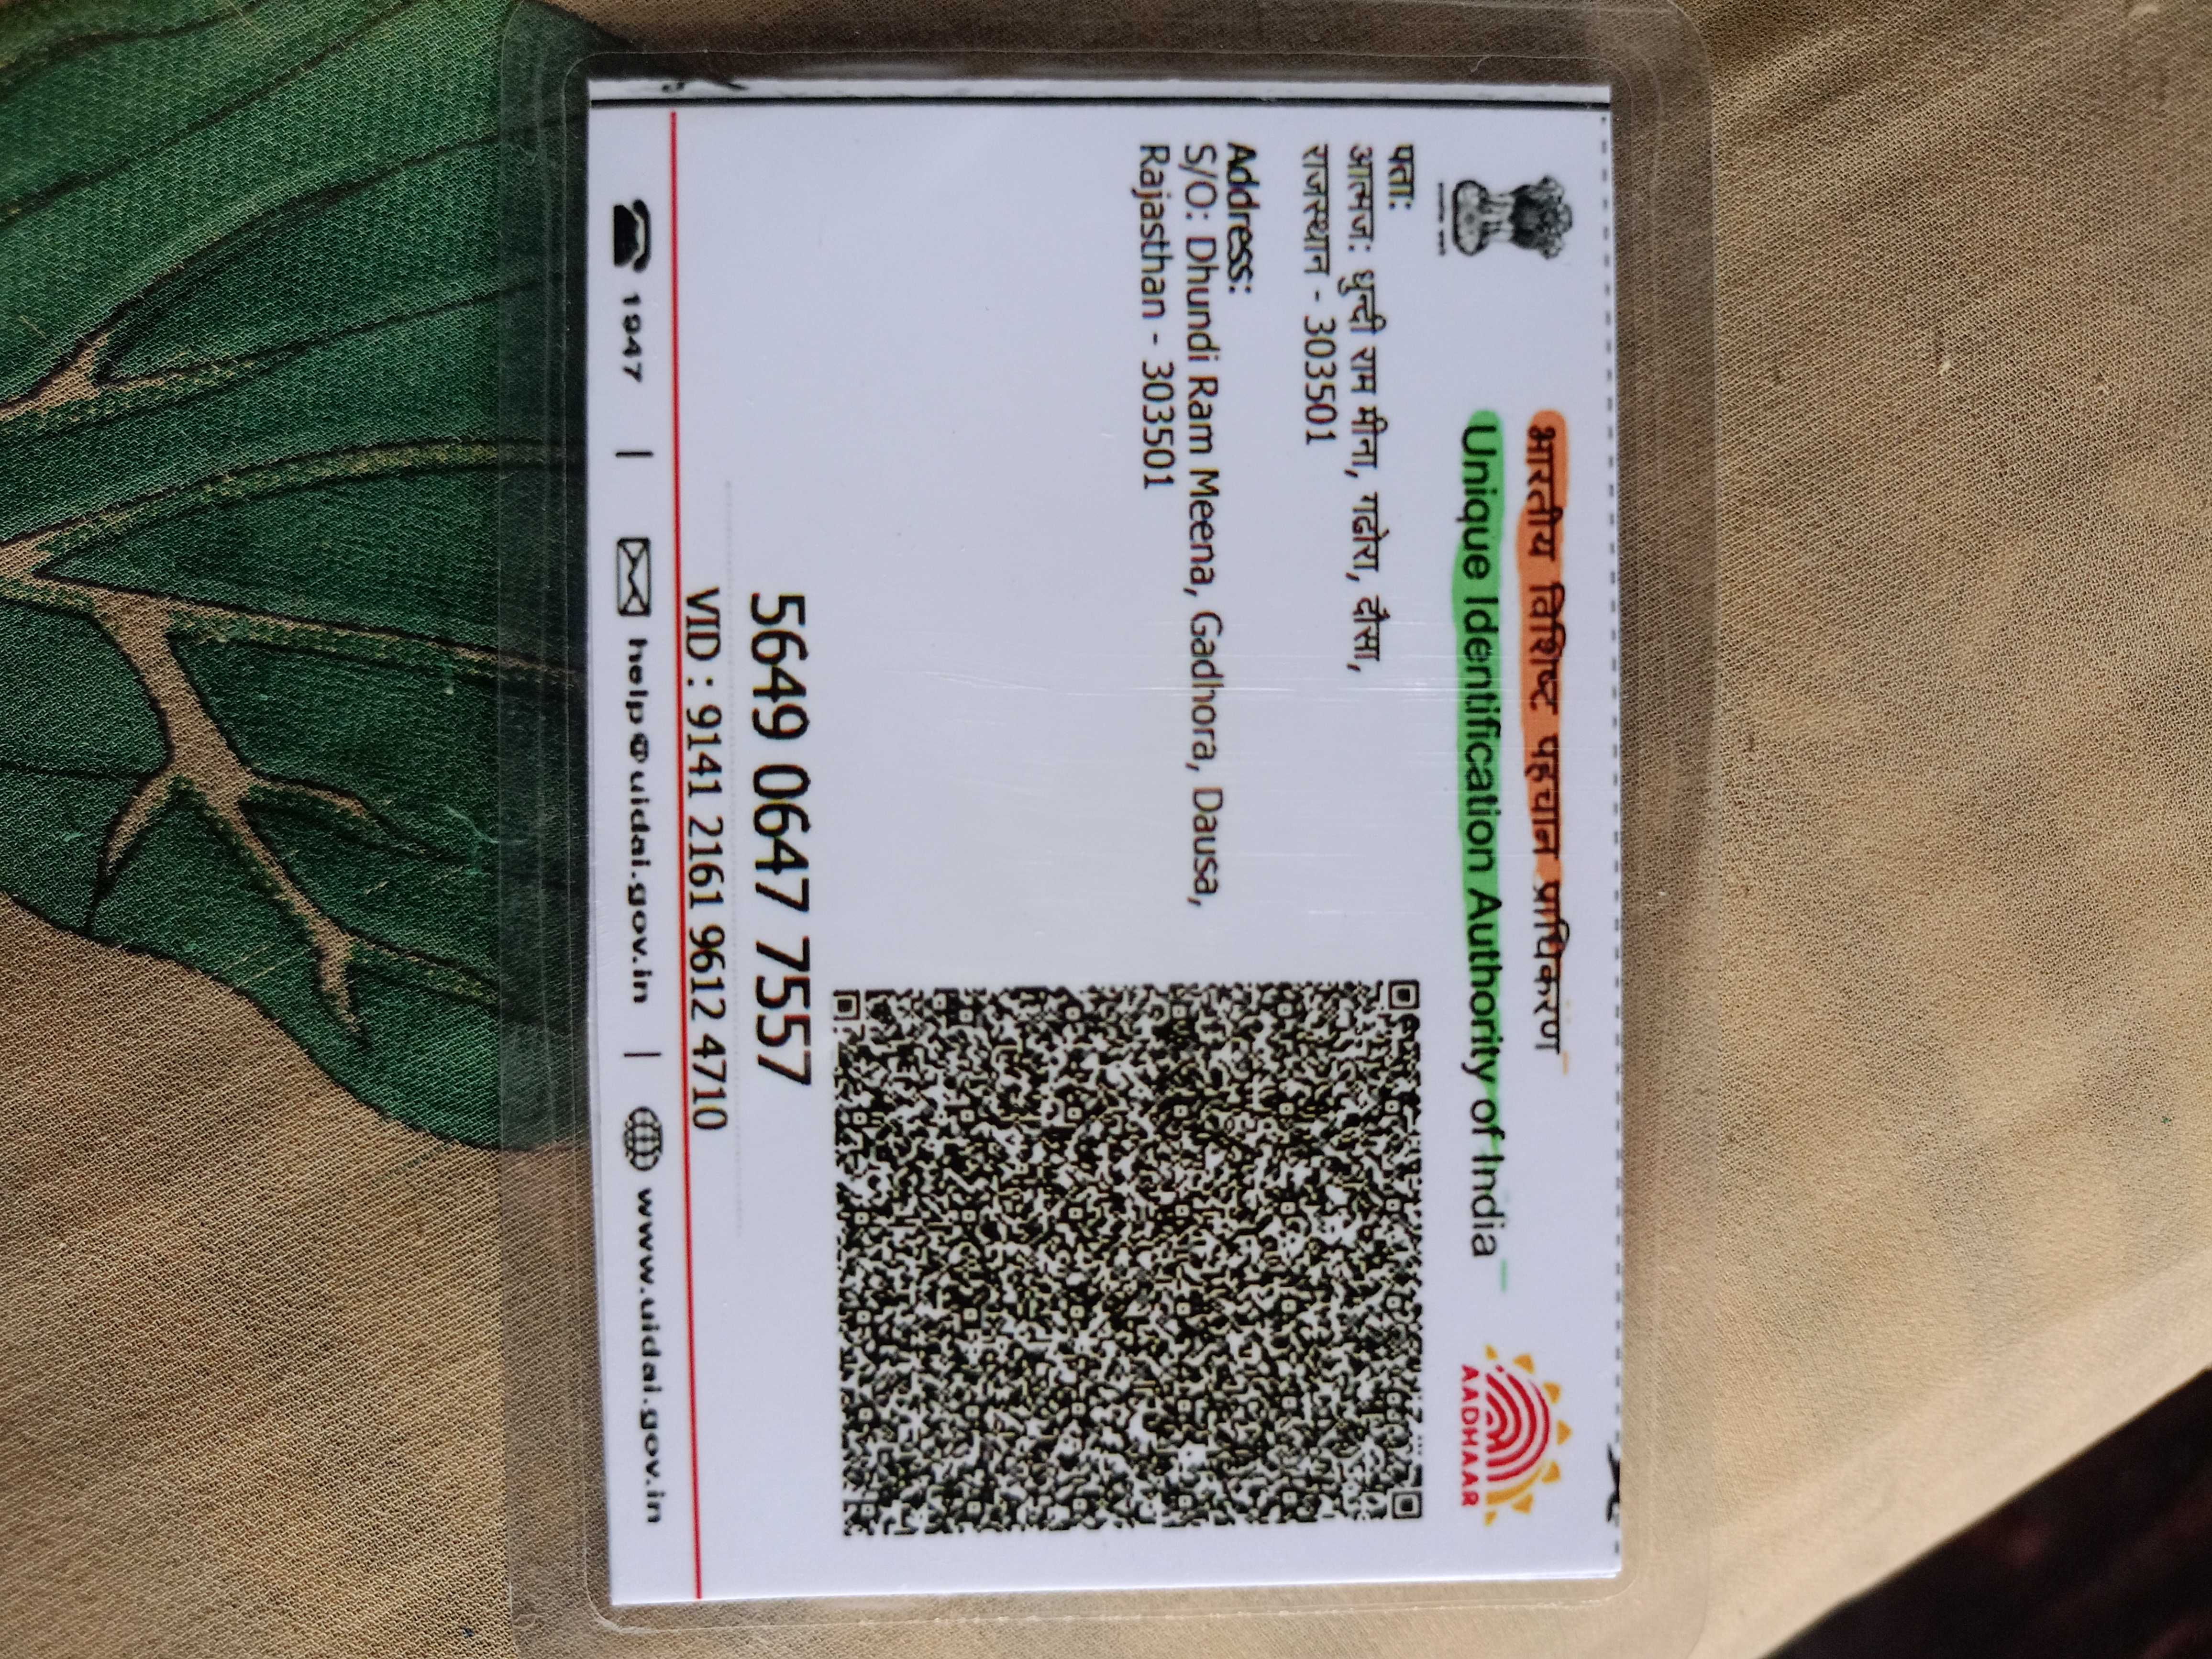 भारतीय विशिष्ट पहचान प्राधिकरण
Unique Identification Authority of India
AADHAAR
पता:
आत्मज: धुन्दी राम मीना, गढोरा, दौसा,
राजस्थान - 303501
Address:
S/O: Dhundi Ram Meena, Gadhora, Dausa,
Rajasthan - 303501
5649 0647 7557
VID : 9141 2161 9612 4710
1947 | help@uidai.gov.in | www.uidai.gov.in